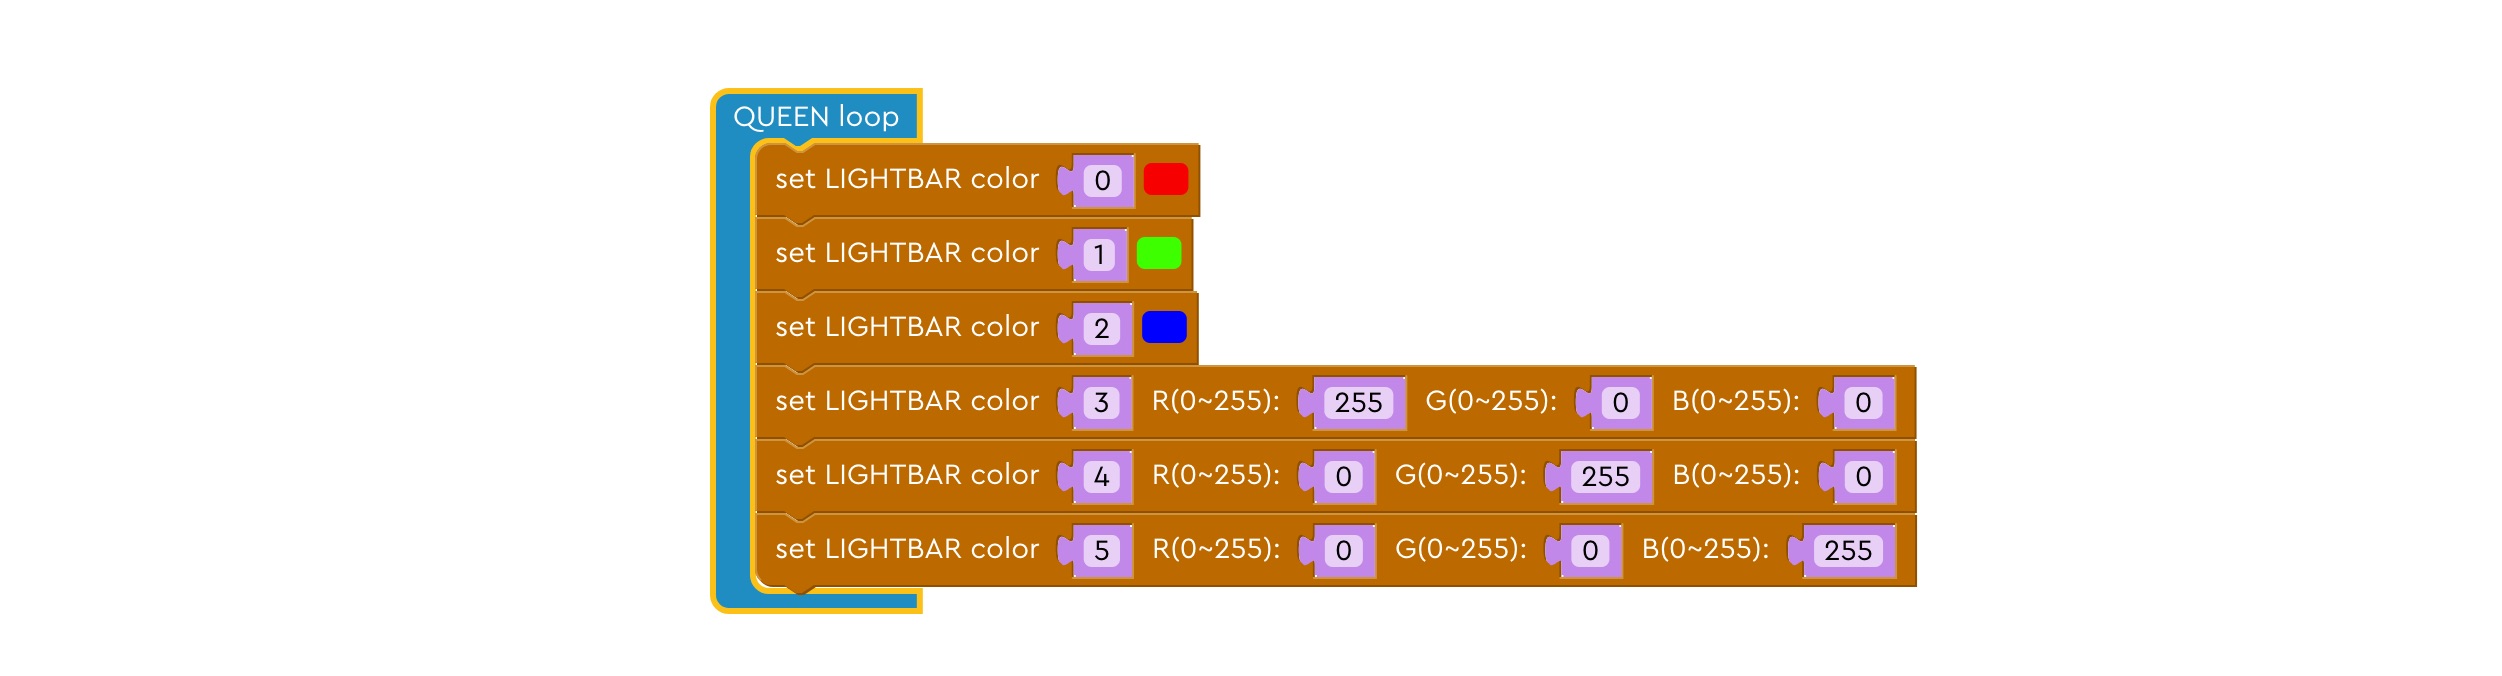 QUEEN loop
set LIGHTBAR color 0
set LIGHTBAR color 1
set LIGHTBAR color 2
set LIGHTBAR color 3 R(0~255): 255 G(0~255): 0 B(0~255): 0
set LIGHTBAR color 4 R(0~255): 0 G(0~255): 255 B(0~255): 0
set LIGHTBAR color 5 R(0~255): 0 G(0~255): 0 B(0~255): 255